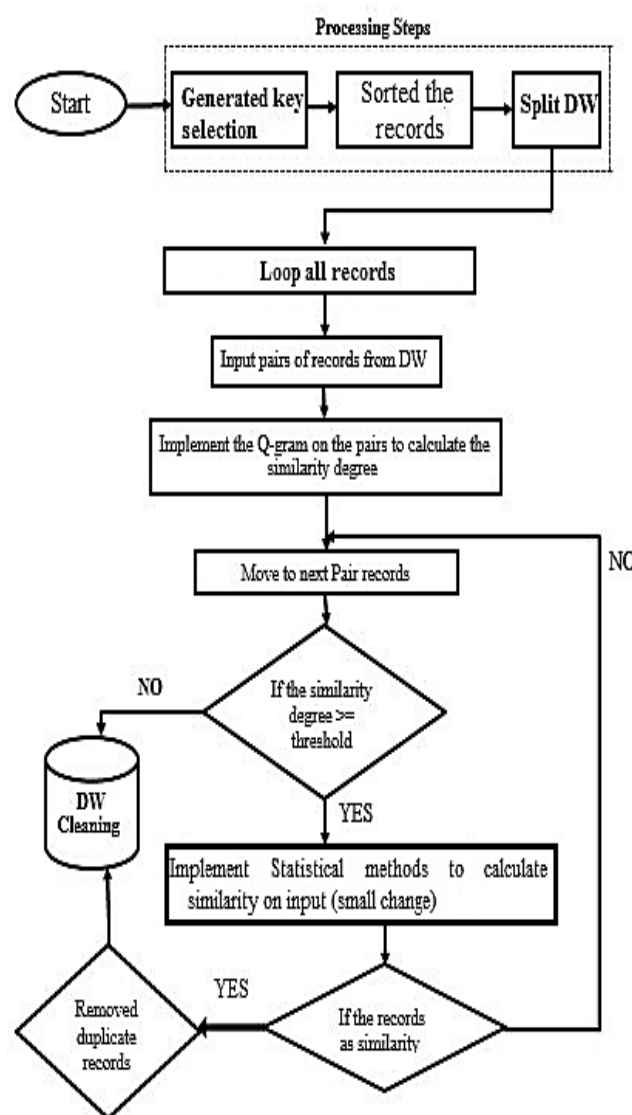 Processing Steps
Start
Generated key
selection
Sorted the
records
Split DW
Loop all records
Input pairs of records from DW
Implement the Q-gram on the pairs to calculate the
similarity degree
Move to next Pair records
NO
If the similarity
degree >=
threshold
NO
DW
Cleaning
YES
Implement Statistical methods to calculate
similarity on input (small change)
If the records
as similarity
YES
Removed
duplicate
records